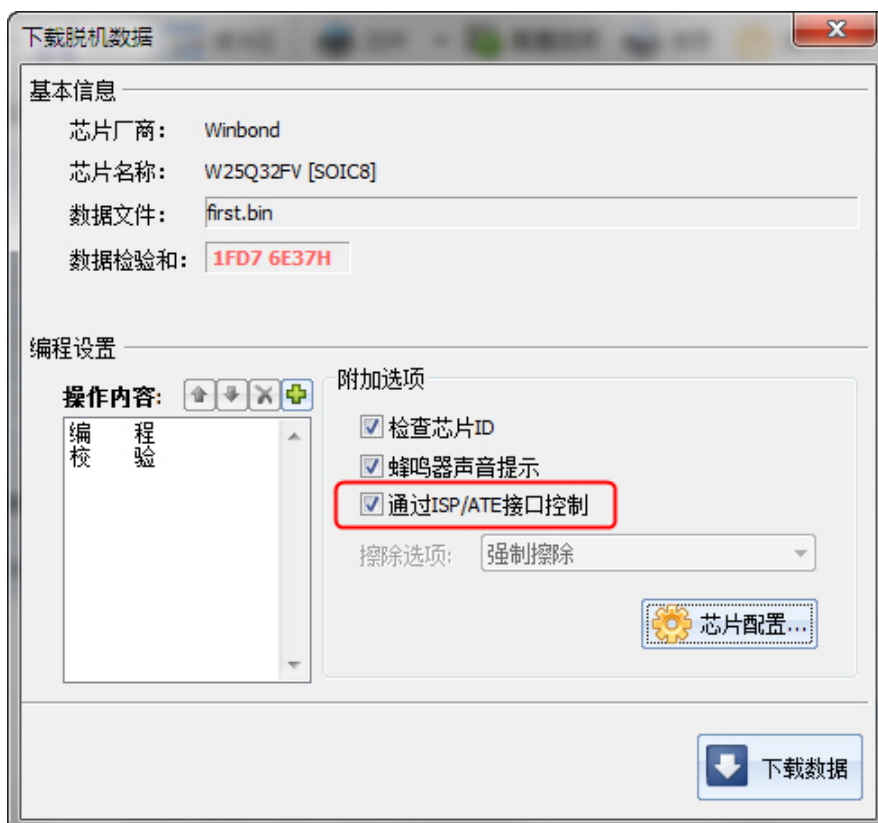 下载脱机数据
基本信息
芯片厂商: Winbond
芯片名称: W25Q32FV [SOIC8]
数据文件: first.bin
数据检验和: 1FD7 6E37H
编程设置
操作内容:
编 程
校 验
附加选项
检查芯片ID
蜂鸣器声音提示
通过ISP/ATE接口控制
擦除选项: 强制擦除
芯片配置...
下载数据